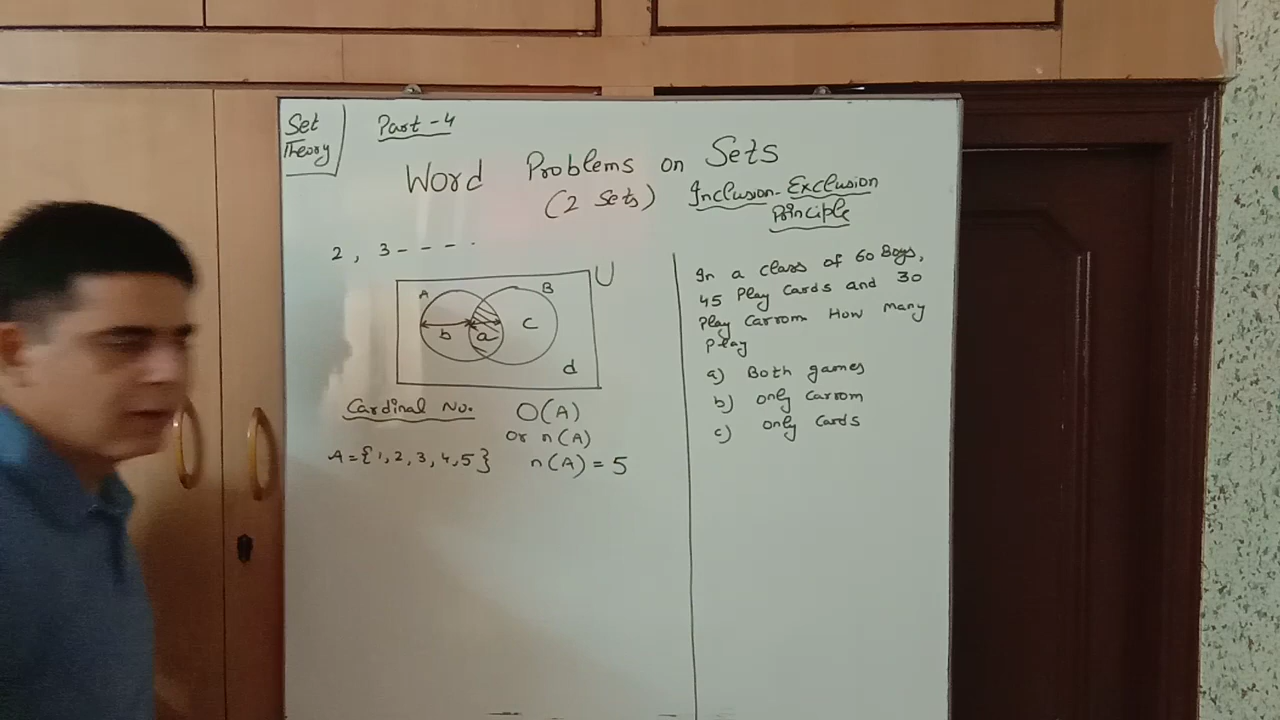 Set
Theory
Part-4
Word Problems on Sets
(2 Sets) Inclusion-Exclusion
Principle
2, 3 - - - - .
U
A
B
b
a
c
d
Cardinal No. O(A)
or n(A)
A={1,2,3,4,5} n(A) = 5
In a class of 60 Boys,
45 Play Cards and 30
Play Carrom How many
Play
a) Both games
b) only Carrom
c) only Cards